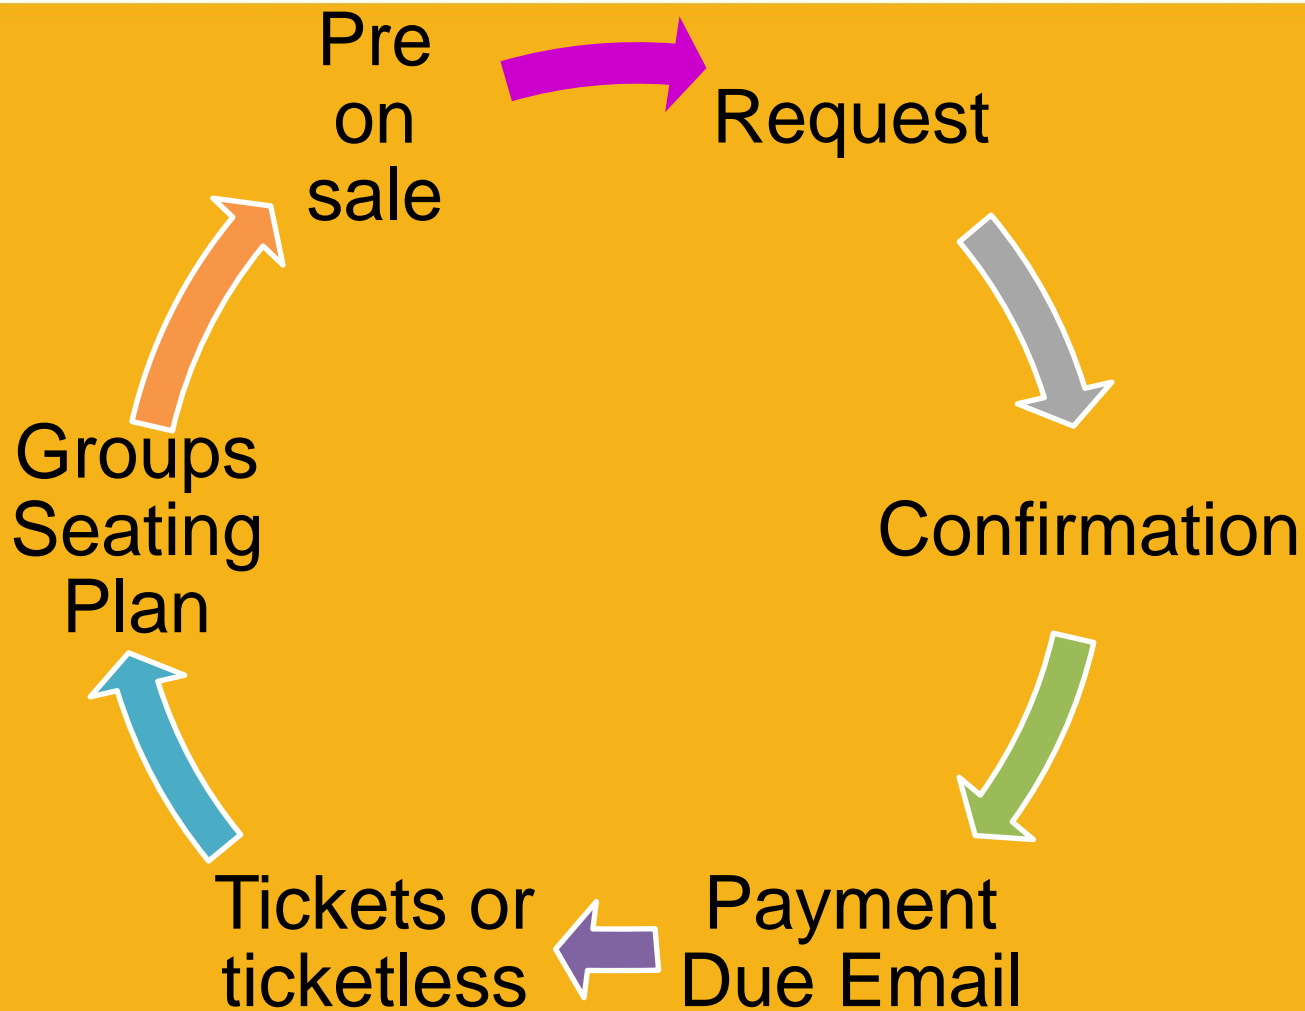 Pre
on
sale
Request
Confirmation
Payment
Due Email
Tickets or
ticketless
Groups
Seating
Plan